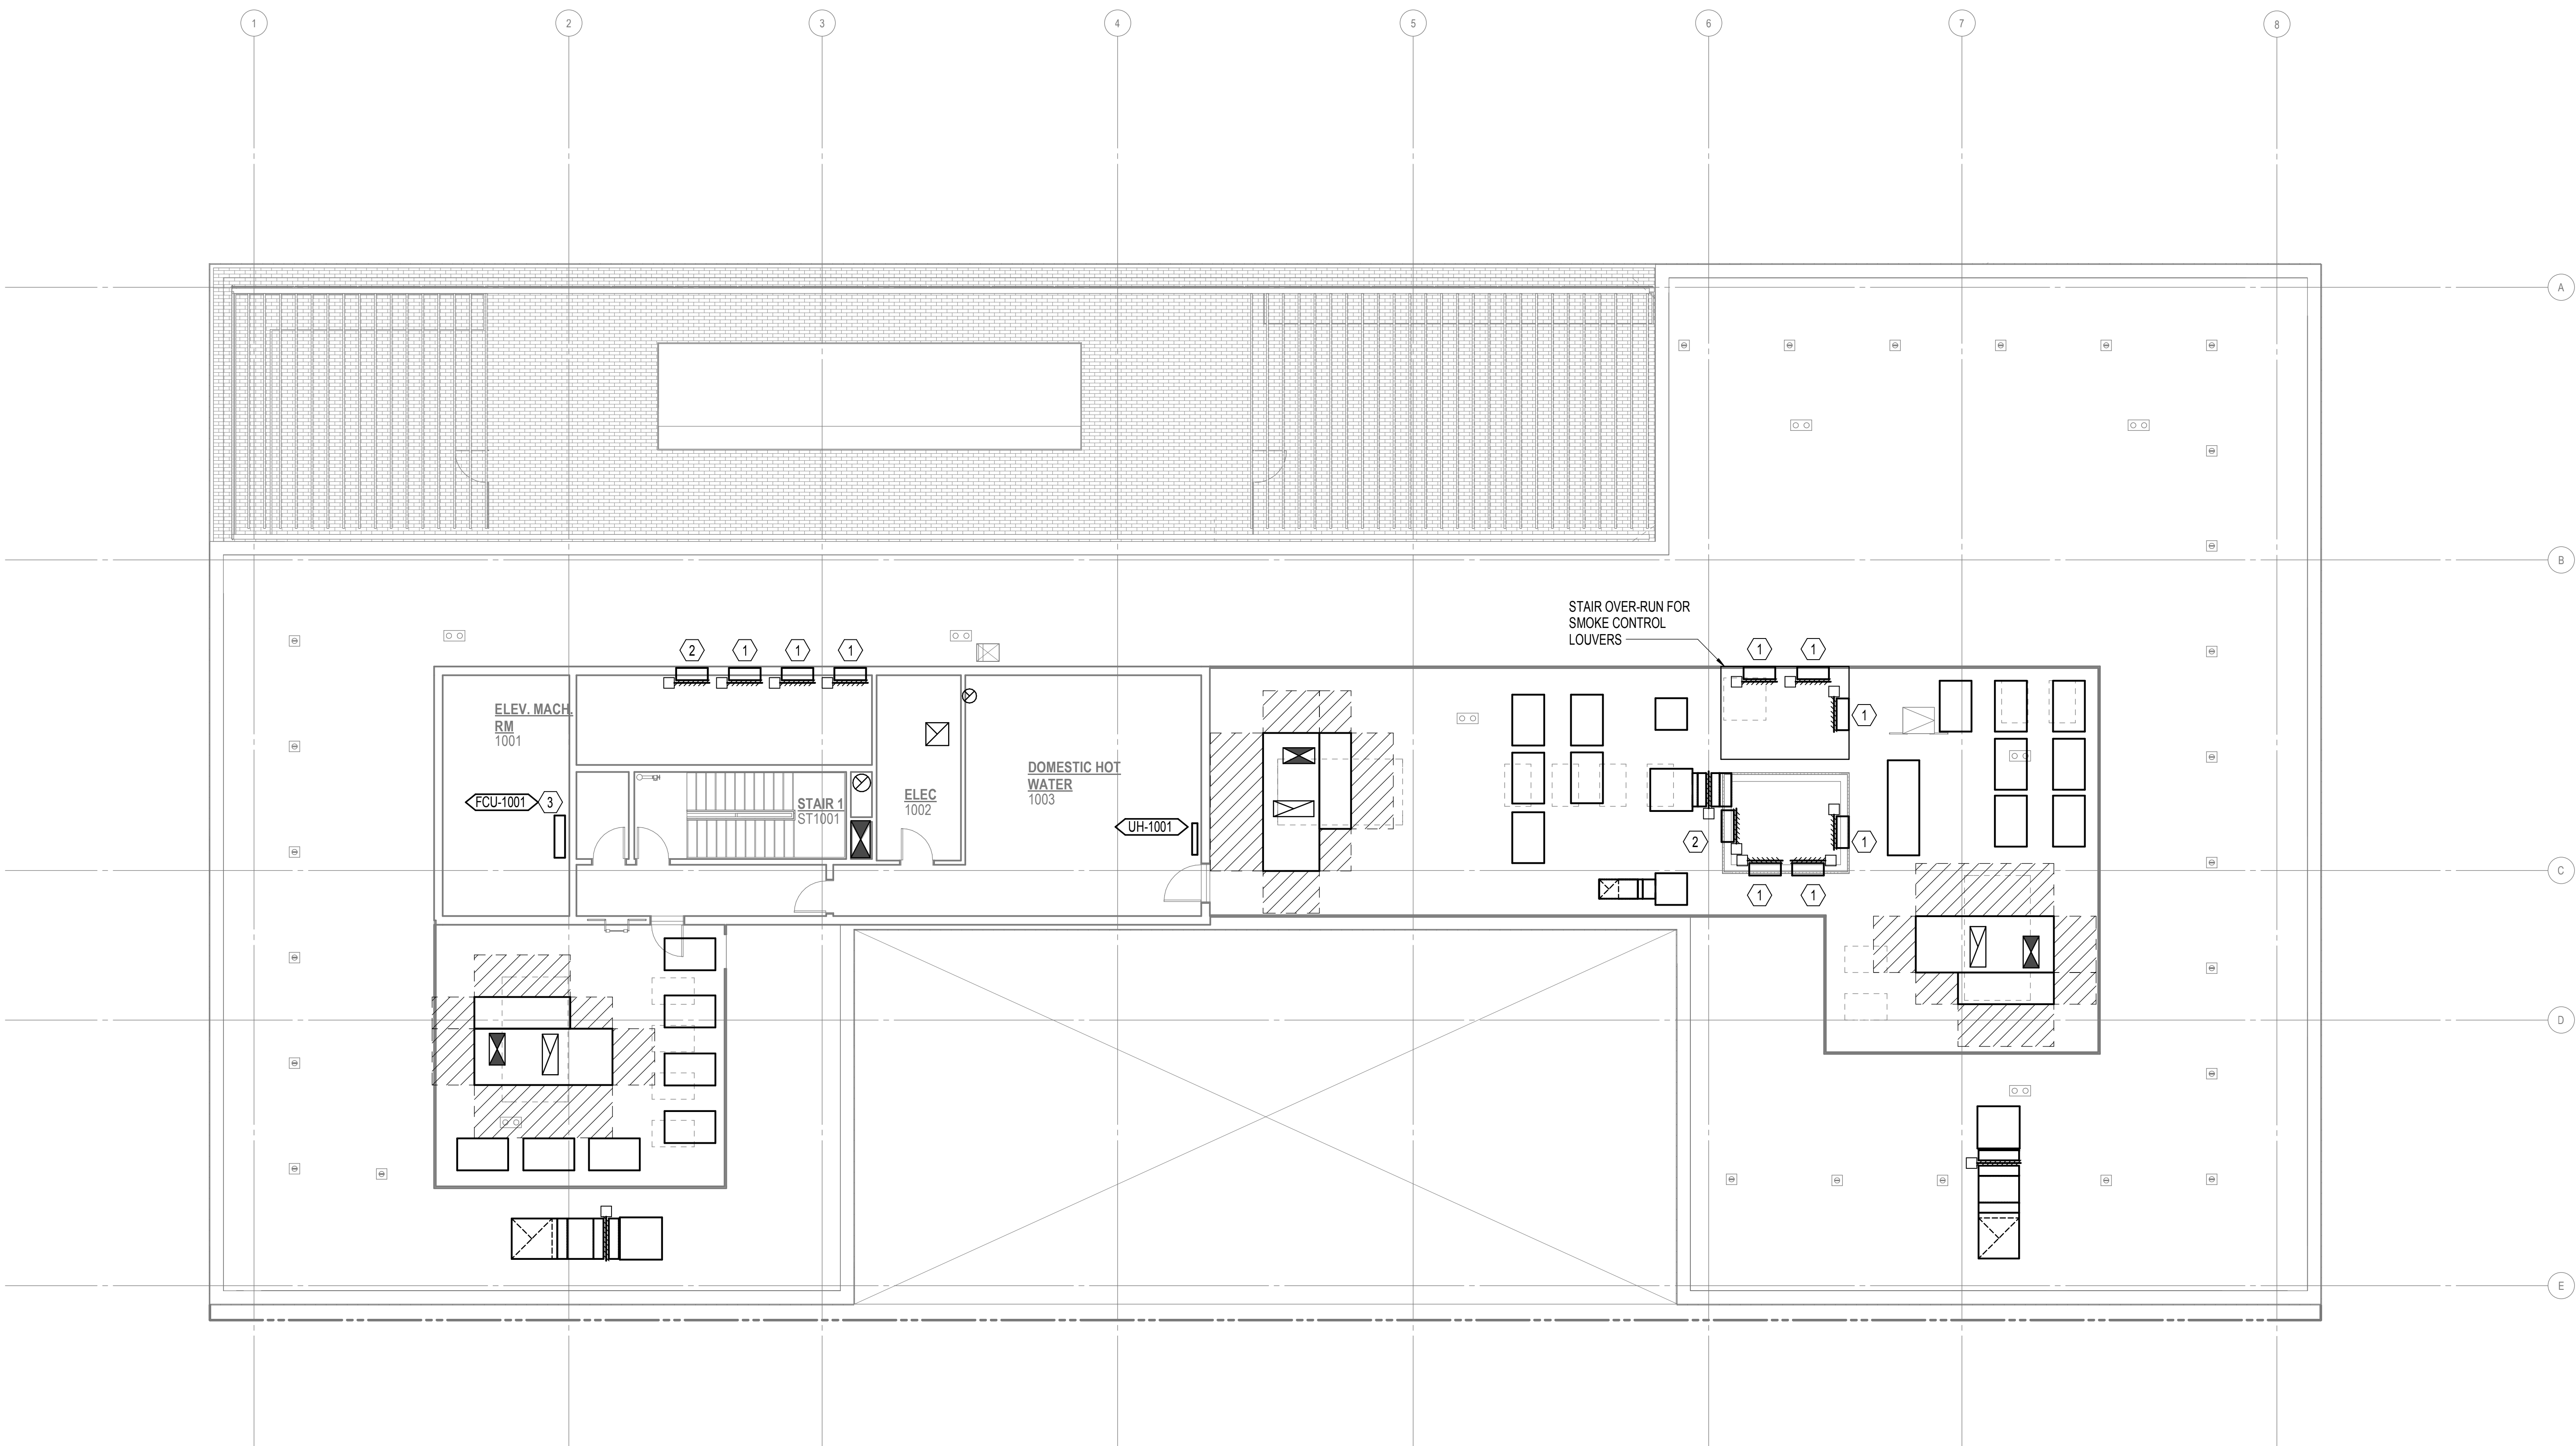 1
2
3
4
5
6
7
8
A
B
STAIR OVER-RUN FOR
SMOKE CONTROL
LOUVERS
2
1
1
1
1
1
ELEV. MACH.
RM
1001
1
DOMESTIC HOT
WATER
1003
FCU-1001
3
STAIR 1
ST1001
ELEC
1002
UH-1001
2
1
C
1
1
D
E